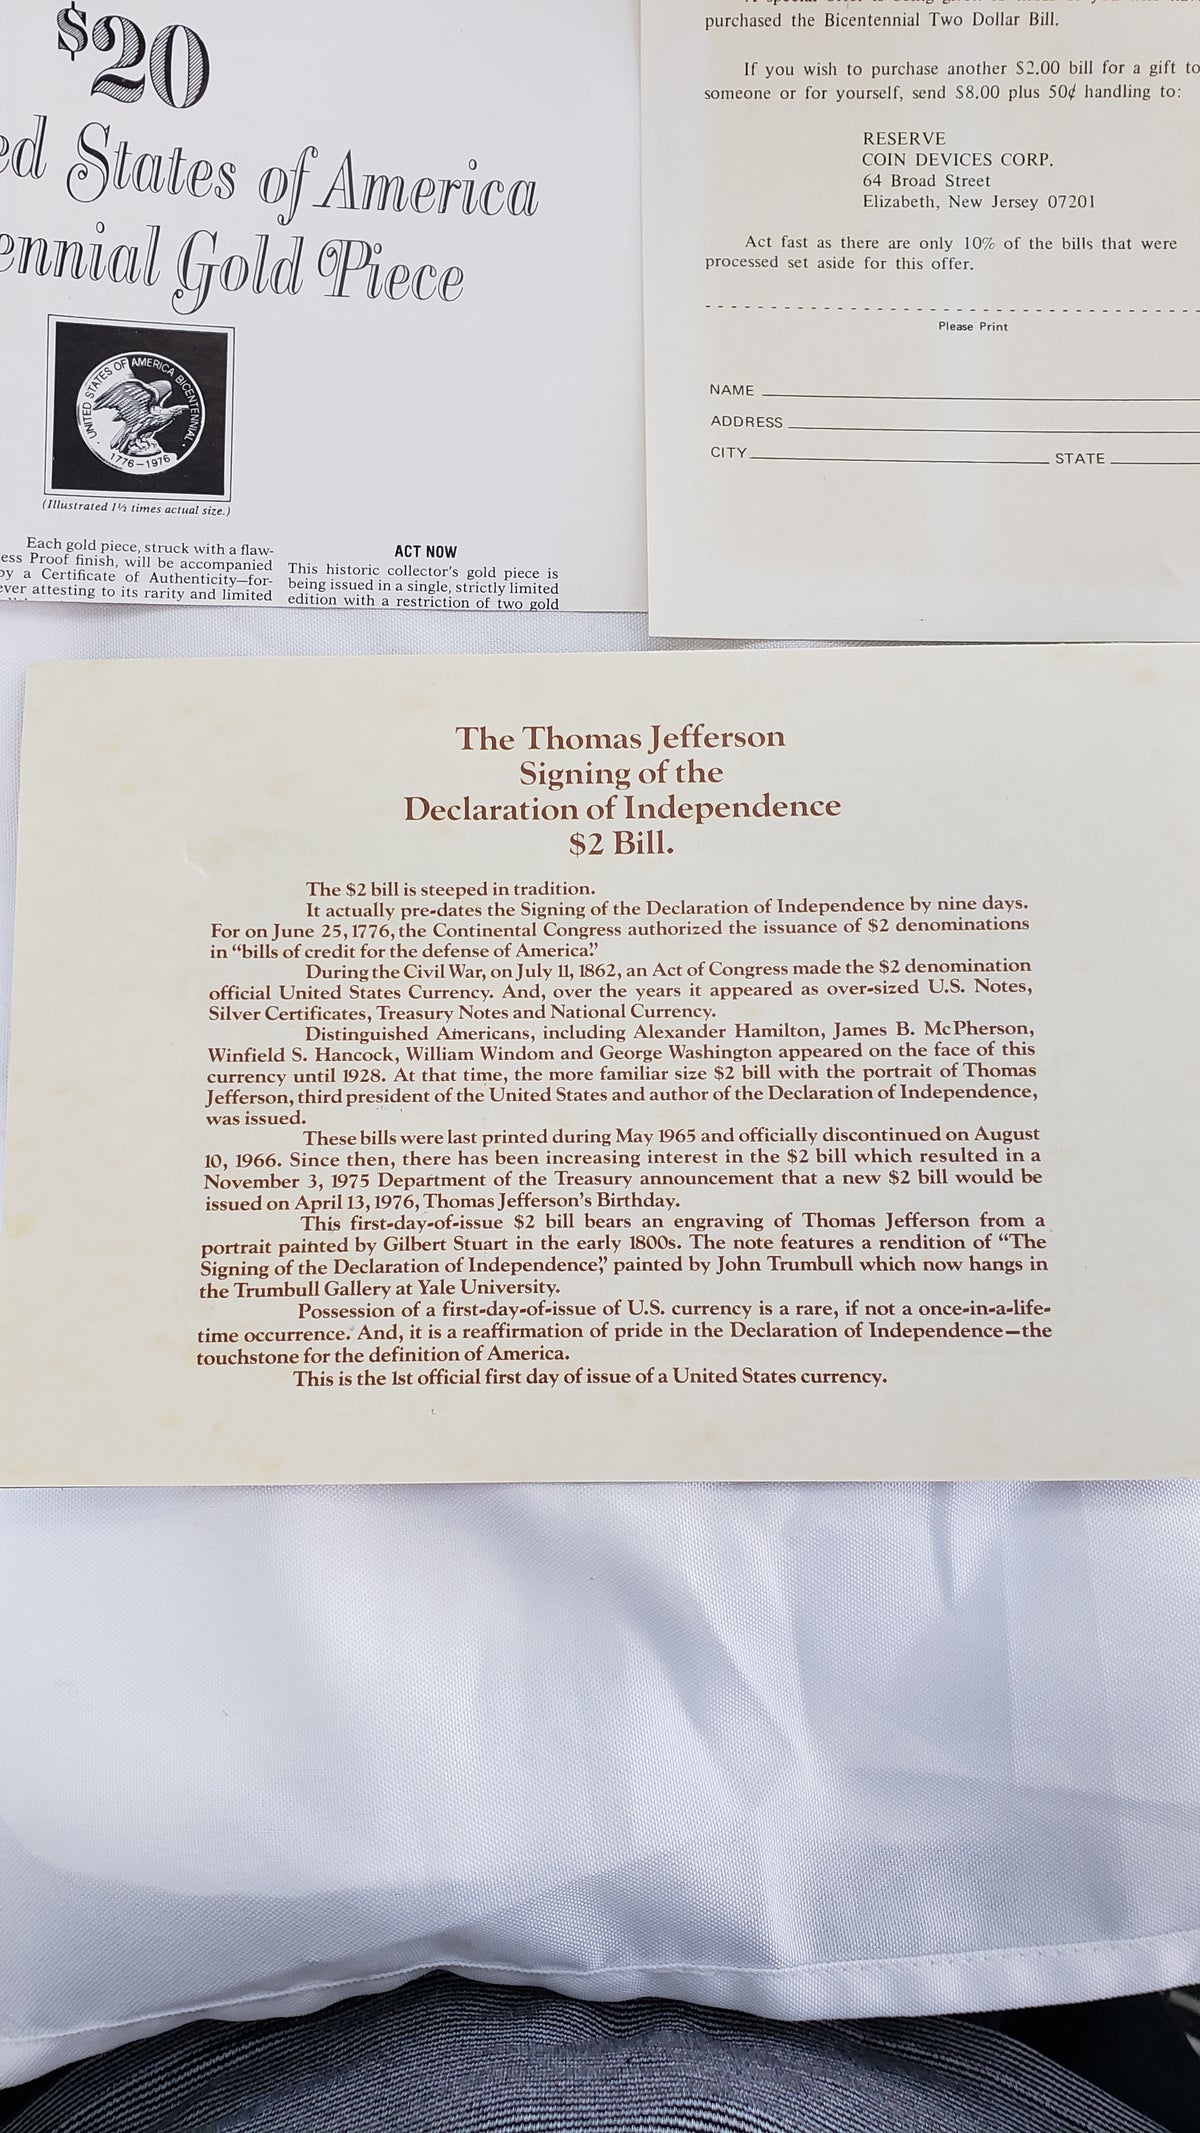 $20
ed States of America
ennial Gold Piece
UNITED STATES OF AMERICA BICENTENNIAL
1776–1976
(Illustrated 1½ times actual size.)
Each gold piece, struck with a flaw-
ess Proof finish, will be accompanied
by a Certificate of Authenticity—for-
ever attesting to its rarity and limited
ACT NOW
This historic collector's gold piece is
being issued in a single, strictly limited
edition with a restriction of two gold
purchased the Bicentennial Two Dollar Bill.
If you wish to purchase another $2.00 bill for a gift to
someone or for yourself, send $8.00 plus 50¢ handling to:
RESERVE
COIN DEVICES CORP.
64 Broad Street
Elizabeth, New Jersey 07201
Act fast as there are only 10% of the bills that were
processed set aside for this offer.
Please Print
NAME
ADDRESS
CITY STATE
The Thomas Jefferson
Signing of the
Declaration of Independence
$2 Bill.
The $2 bill is steeped in tradition.
It actually pre-dates the Signing of the Declaration of Independence by nine days.
For on June 25, 1776, the Continental Congress authorized the issuance of $2 denominations
in “bills of credit for the defense of America.”
During the Civil War, on July 11, 1862, an Act of Congress made the $2 denomination
official United States Currency. And, over the years it appeared as over-sized U.S. Notes,
Silver Certificates, Treasury Notes and National Currency.
Distinguished Americans, including Alexander Hamilton, James B. McPherson,
Winfield S. Hancock, William Windom and George Washington appeared on the face of this
currency until 1928. At that time, the more familiar size $2 bill with the portrait of Thomas
Jefferson, third president of the United States and author of the Declaration of Independence,
was issued.
These bills were last printed during May 1965 and officially discontinued on August
10, 1966. Since then, there has been increasing interest in the $2 bill which resulted in a
November 3, 1975 Department of the Treasury announcement that a new $2 bill would be
issued on April 13, 1976, Thomas Jefferson's Birthday.
This first-day-of-issue $2 bill bears an engraving of Thomas Jefferson from a
portrait painted by Gilbert Stuart in the early 1800s. The note features a rendition of “The
Signing of the Declaration of Independence,” painted by John Trumbull which now hangs in
the Trumbull Gallery at Yale University.
Possession of a first-day-of-issue of U.S. currency is a rare, if not a once-in-a-life-
time occurrence. And, it is a reaffirmation of pride in the Declaration of Independence—the
touchstone for the definition of America.
This is the 1st official first day of issue of a United States currency.